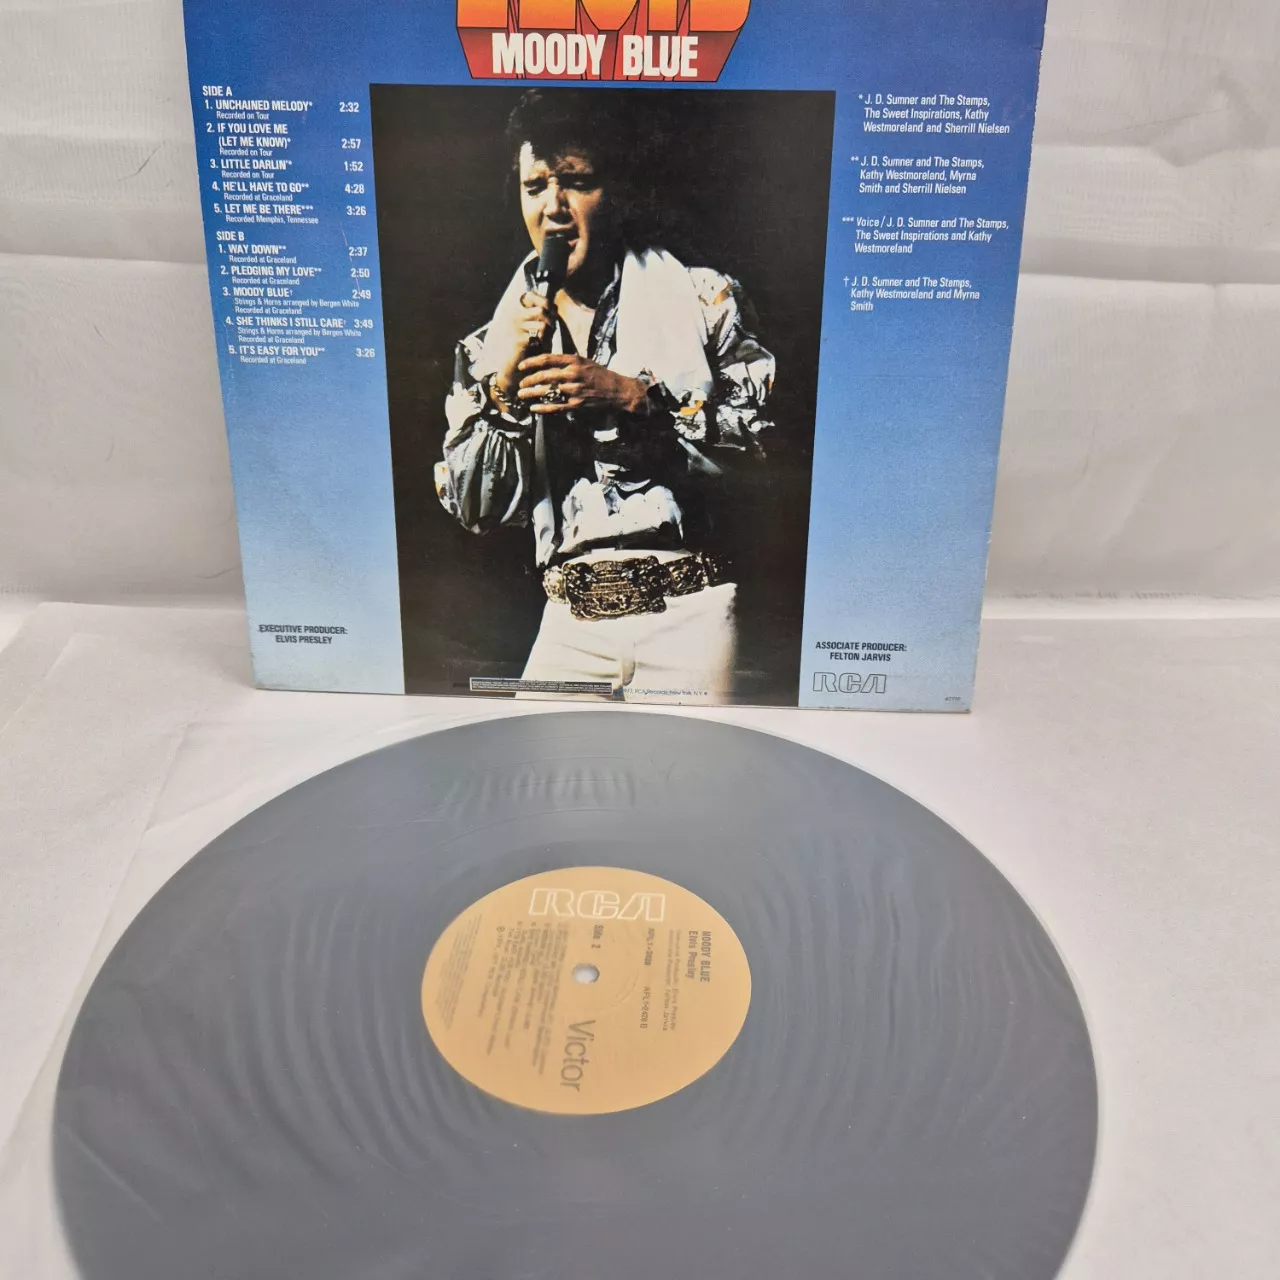 ELVIS
MOODY BLUE
SIDE A
1. UNCHAINED MELODY* 2:32
Recorded on Tour
2. IF YOU LOVE ME
(LET ME KNOW)* 2:57
Recorded on Tour
3. LITTLE DARLIN'* 1:52
Recorded on Tour
4. HE'LL HAVE TO GO** 4:28
Recorded at Graceland
5. LET ME BE THERE*** 3:26
Recorded Memphis, Tennessee
SIDE B
1. WAY DOWN** 2:37
Recorded at Graceland
2. PLEDGING MY LOVE** 2:50
Recorded at Graceland
3. MOODY BLUE† 2:49
Strings & Horns arranged by Bergen White
Recorded at Graceland
4. SHE THINKS I STILL CARE† 3:49
Strings & Horns arranged by Bergen White
Recorded at Graceland
5. IT'S EASY FOR YOU** 3:26
Recorded at Graceland
* J. D. Sumner and The Stamps,
The Sweet Inspirations, Kathy
Westmoreland and Sherrill Nielsen
** J. D. Sumner and The Stamps,
Kathy Westmoreland, Myrna
Smith and Sherrill Nielsen
*** Voice / J. D. Sumner and The Stamps,
The Sweet Inspirations and Kathy
Westmoreland
† J. D. Sumner and The Stamps,
Kathy Westmoreland and Myrna
Smith
EXECUTIVE PRODUCER:
ELVIS PRESLEY
ASSOCIATE PRODUCER:
FELTON JARVIS
RCA
RCA Records, New York, N.Y.
RCA
MOODY BLUE
Elvis Presley
Side 2
Victor